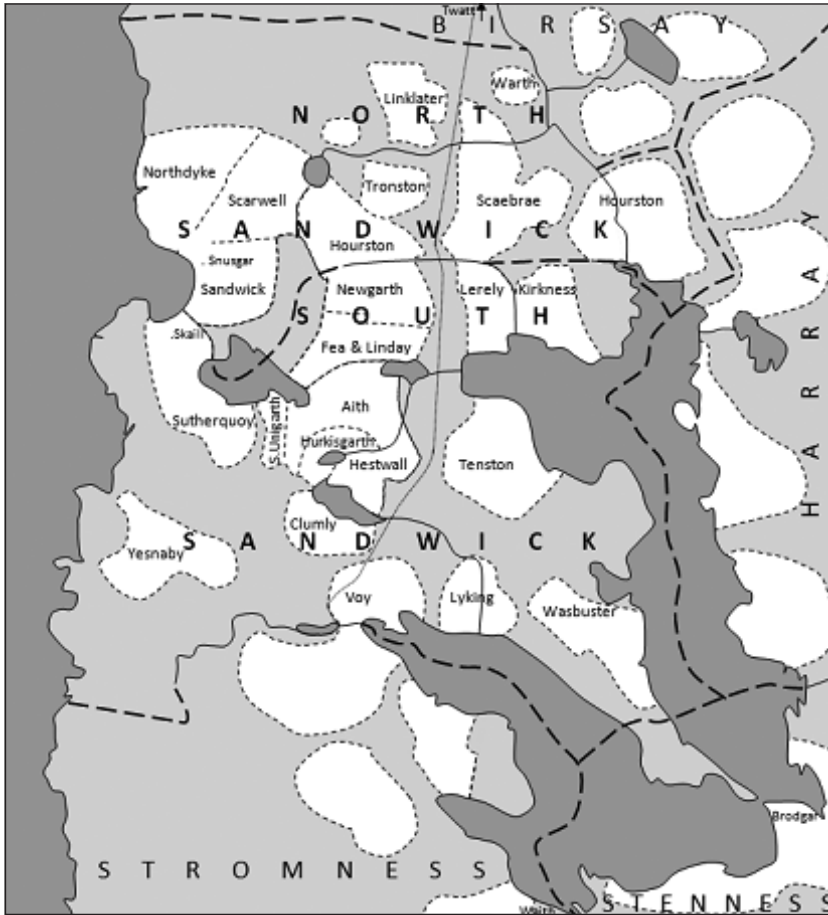 Twatt
B I R S A Y
Warth
Linklater
N O R T H
Northdyke
Tronston
Scarwell
Scaebrae
Hourston
S A N D W I C K
Hourston
Snusgar
Sandwick
Newgarth
Lerely
Kirkness
S O U T H
Skaill
Fea & Linday
H A R R A Y
Aith
Sutherquoy
S.Unigarth
Hurkisgarth
Hestwall
Tenston
Clumly
S A N D W I C K
Yesnaby
Voy
Lyking
Wasbuster
Brodgar
S T R O M N E S S
S T E N N E S S